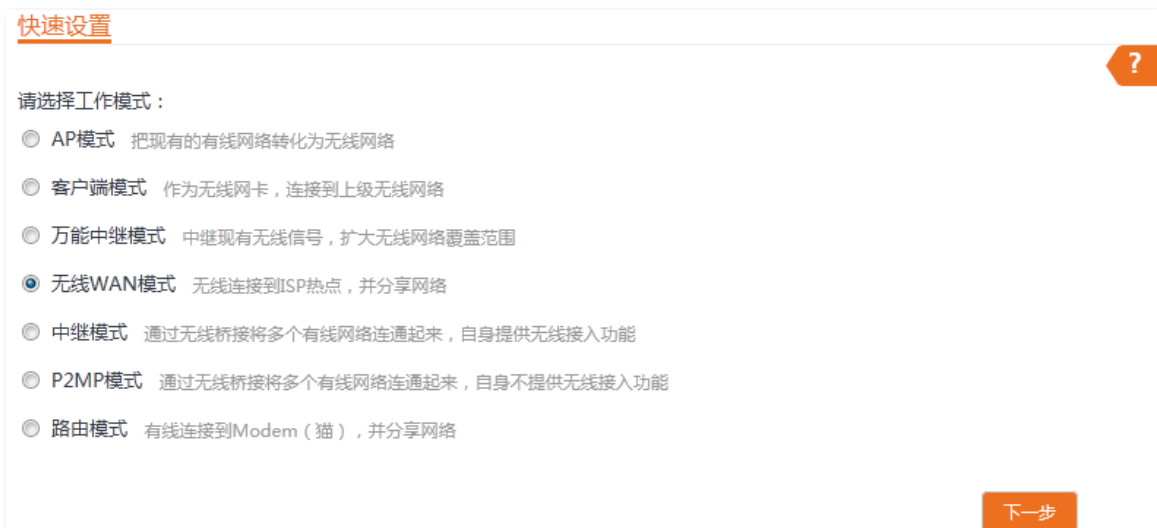 快速设置
?
请选择工作模式：
AP模式 把现有的有线网络转化为无线网络
客户端模式 作为无线网卡，连接到上级无线网络
万能中继模式 中继现有无线信号，扩大无线网络覆盖范围
无线WAN模式 无线连接到ISP热点，并分享网络
中继模式 通过无线桥接将多个有线网络连通起来，自身提供无线接入功能
P2MP模式 通过无线桥接将多个有线网络连通起来，自身不提供无线接入功能
路由模式 有线连接到Modem（猫），并分享网络
下一步